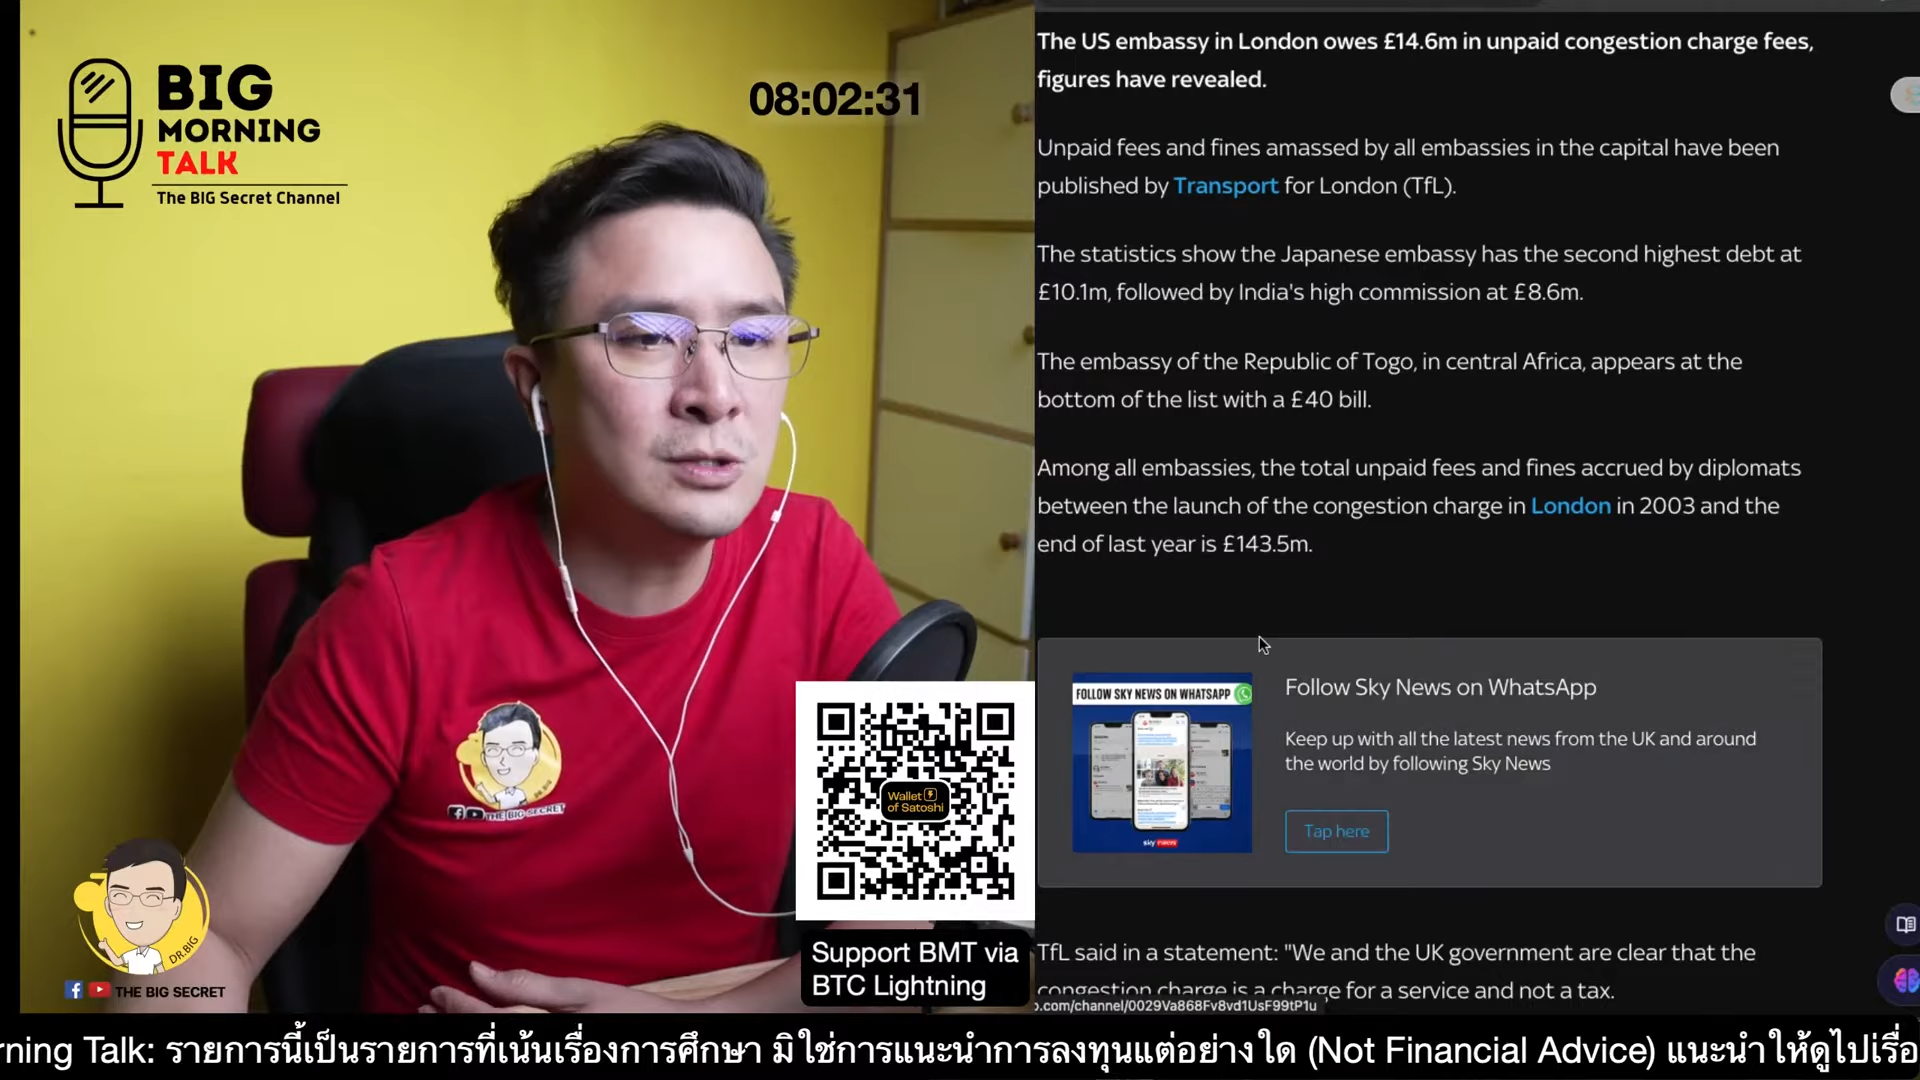 BIG
MORNING
TALK
The BIG Secret Channel
08:02:31
The US embassy in London owes £14.6m in unpaid congestion charge fees,
figures have revealed.
Unpaid fees and fines amassed by all embassies in the capital have been
published by Transport for London (TfL).
The statistics show the Japanese embassy has the second highest debt at
£10.1m, followed by India's high commission at £8.6m.
The embassy of the Republic of Togo, in central Africa, appears at the
bottom of the list with a £40 bill.
Among all embassies, the total unpaid fees and fines accrued by diplomats
between the launch of the congestion charge in London in 2003 and the
end of last year is £143.5m.
FOLLOW SKY NEWS ON WHATSAPP
sky news
Follow Sky News on WhatsApp
Keep up with all the latest news from the UK and around
the world by following Sky News
Tap here
TfL said in a statement: "We and the UK government are clear that the
congestion charge is a charge for a service and not a tax.
o.com/channel/0029Va868Fv8vd1UsF99tP1u
DR.BIG
THE BIG SECRET
Wallet
of Satoshi
Support BMT via
BTC Lightning
DR.BIG
THE BIG SECRET
rning Talk: รายการนี้เป็นรายการที่เน้นเรื่องการศึกษา มิใช่การแนะนำการลงทุนแต่อย่างใด (Not Financial Advice) แนะนำให้ดูไปเรื่อ